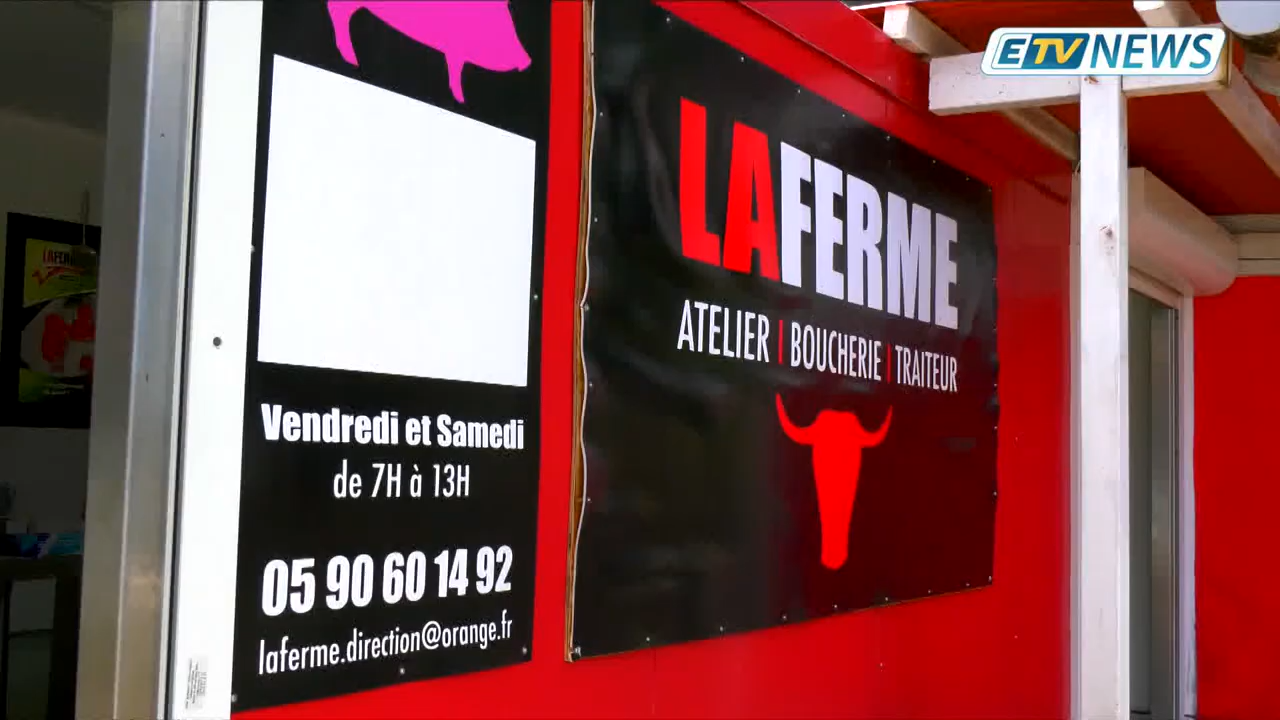 ETV NEWS
LAFERME
ATELIER | BOUCHERIE | TRAITEUR
Vendredi et Samedi
de 7H à 13H
05 90 60 14 92
laferme.direction@orange.fr